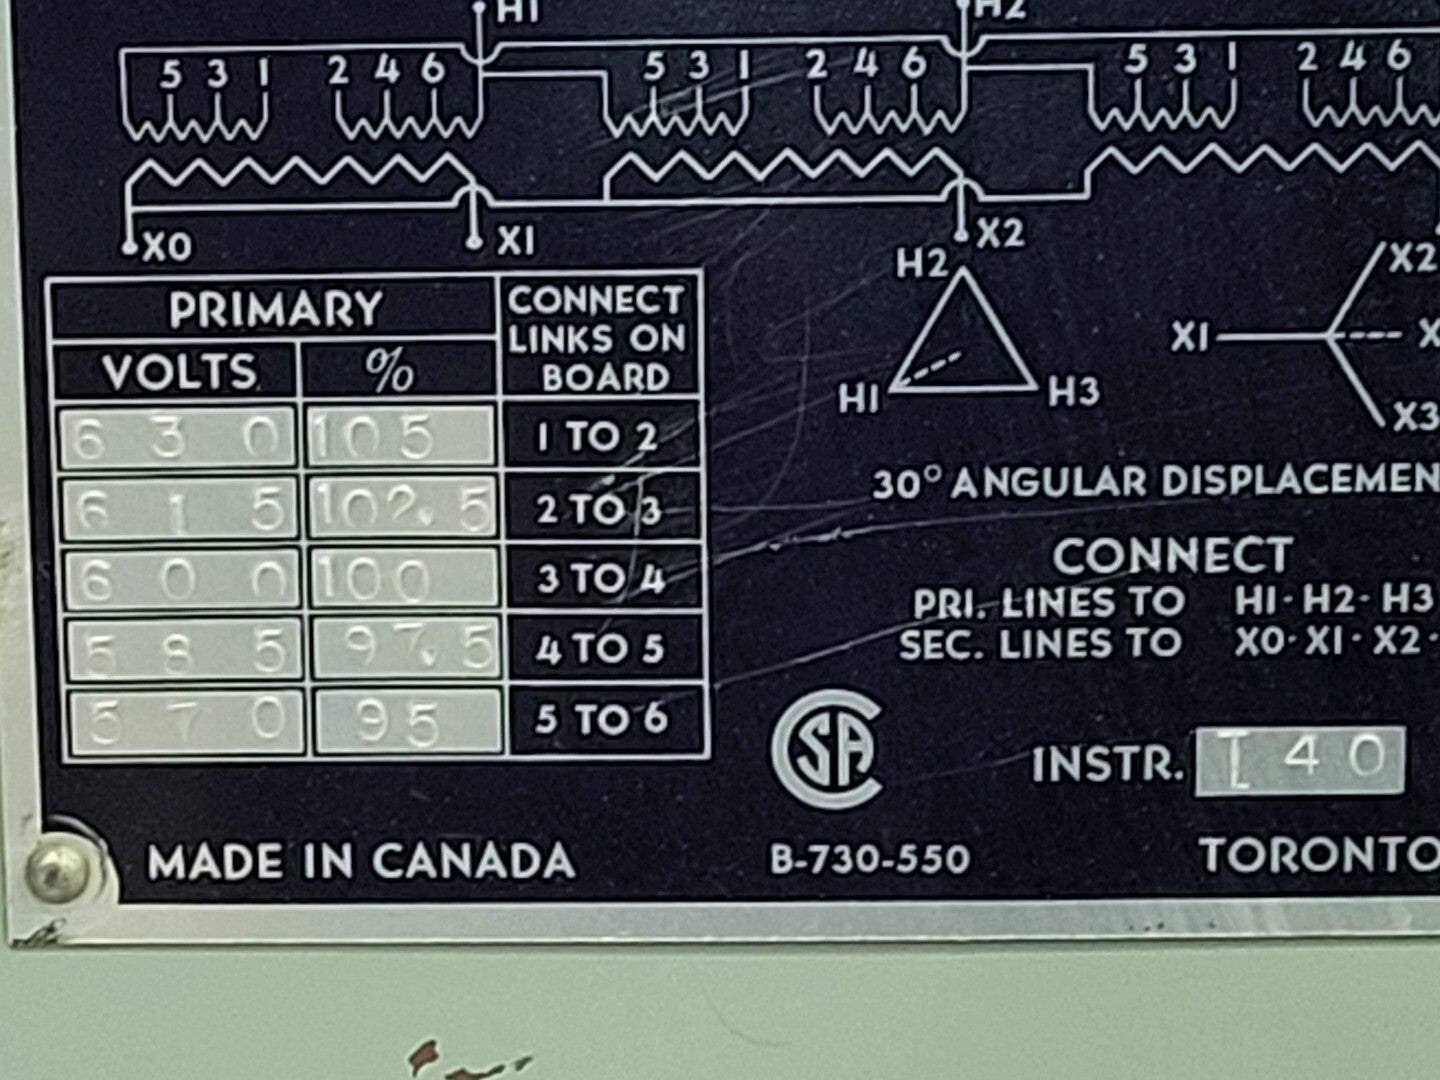 H1 H2
5 3 1 2 4 6 5 3 1 2 4 6 5 3 1 2 4 6
X0 X1 X2
PRIMARY CONNECT LINKS ON BOARD
VOLTS %
630 105 1 TO 2
615 102.5 2 TO 3
600 100 3 TO 4
585 97.5 4 TO 5
570 95 5 TO 6
H2
H1 H3
X2
X1 X
X3
30° ANGULAR DISPLACEMEN
CONNECT
PRI. LINES TO H1-H2-H3
SEC. LINES TO X0-X1-X2-
CSA
INSTR. I 40
MADE IN CANADA B-730-550 TORONTO